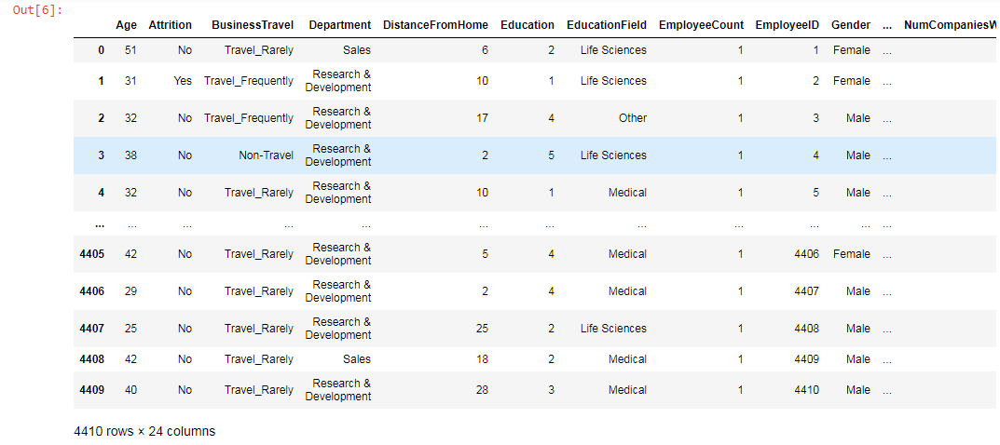 Out[6]:
Age Attrition BusinessTravel Department DistanceFromHome Education EducationField EmployeeCount EmployeeID Gender ... NumCompaniesW
0 51 No Travel_Rarely Sales 6 2 Life Sciences 1 1 Female ...
1 31 Yes Travel_Frequently Research & Development 10 1 Life Sciences 1 2 Female ...
2 32 No Travel_Frequently Research & Development 17 4 Other 1 3 Male ...
3 38 No Non-Travel Research & Development 2 5 Life Sciences 1 4 Male ...
4 32 No Travel_Rarely Research & Development 10 1 Medical 1 5 Male ...
... ... ... ... ... ... ... ... ... ... ... ...
4405 42 No Travel_Rarely Research & Development 5 4 Medical 1 4406 Female ...
4406 29 No Travel_Rarely Research & Development 2 4 Medical 1 4407 Male ...
4407 25 No Travel_Rarely Research & Development 25 2 Life Sciences 1 4408 Male ...
4408 42 No Travel_Rarely Sales 18 2 Medical 1 4409 Male ...
4409 40 No Travel_Rarely Research & Development 28 3 Medical 1 4410 Male ...
4410 rows × 24 columns